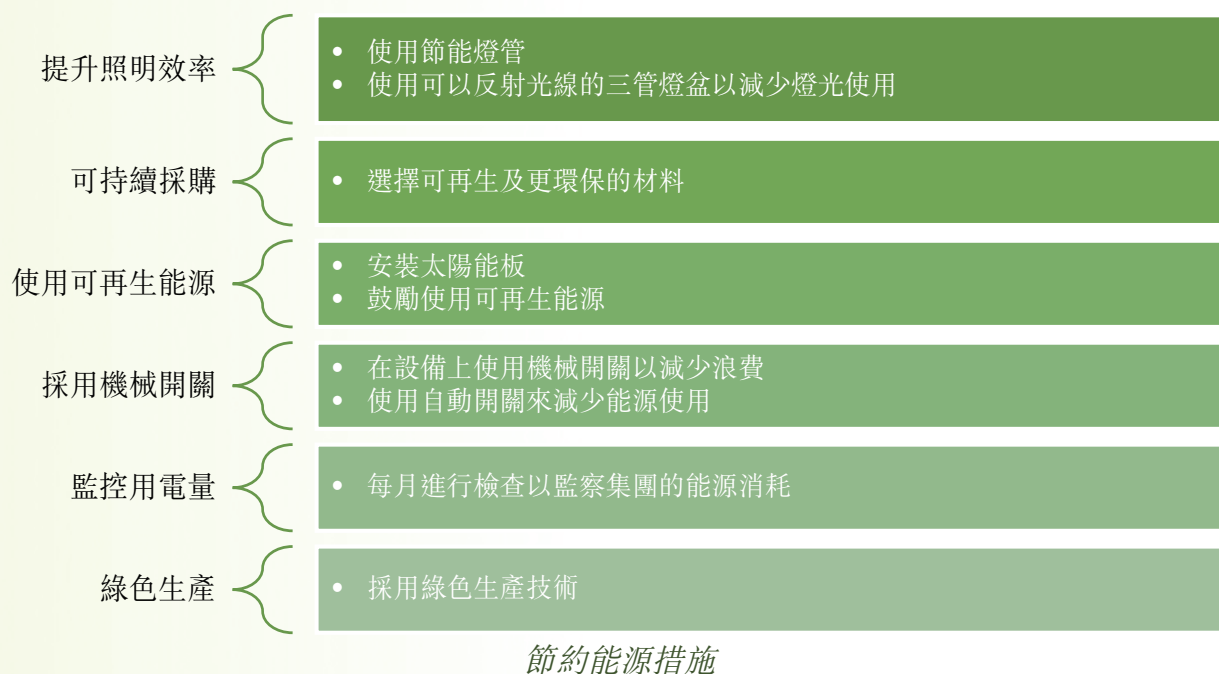 提升照明效率
• 使用節能燈管
• 使用可以反射光線的三管燈盆以減少燈光使用
可持續採購
• 選擇可再生及更環保的材料
使用可再生能源
• 安裝太陽能板
• 鼓勵使用可再生能源
採用機械開關
• 在設備上使用機械開關以減少浪費
• 使用自動開關來減少能源使用
監控用電量
• 每月進行檢查以監察集團的能源消耗
綠色生產
• 採用綠色生產技術
節約能源措施